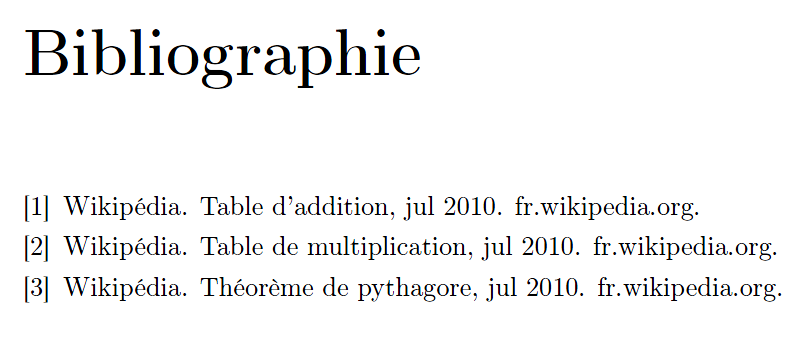 Bibliographie
[1] Wikipédia. Table d'addition, jul 2010. fr.wikipedia.org.
[2] Wikipédia. Table de multiplication, jul 2010. fr.wikipedia.org.
[3] Wikipédia. Théorème de pythagore, jul 2010. fr.wikipedia.org.